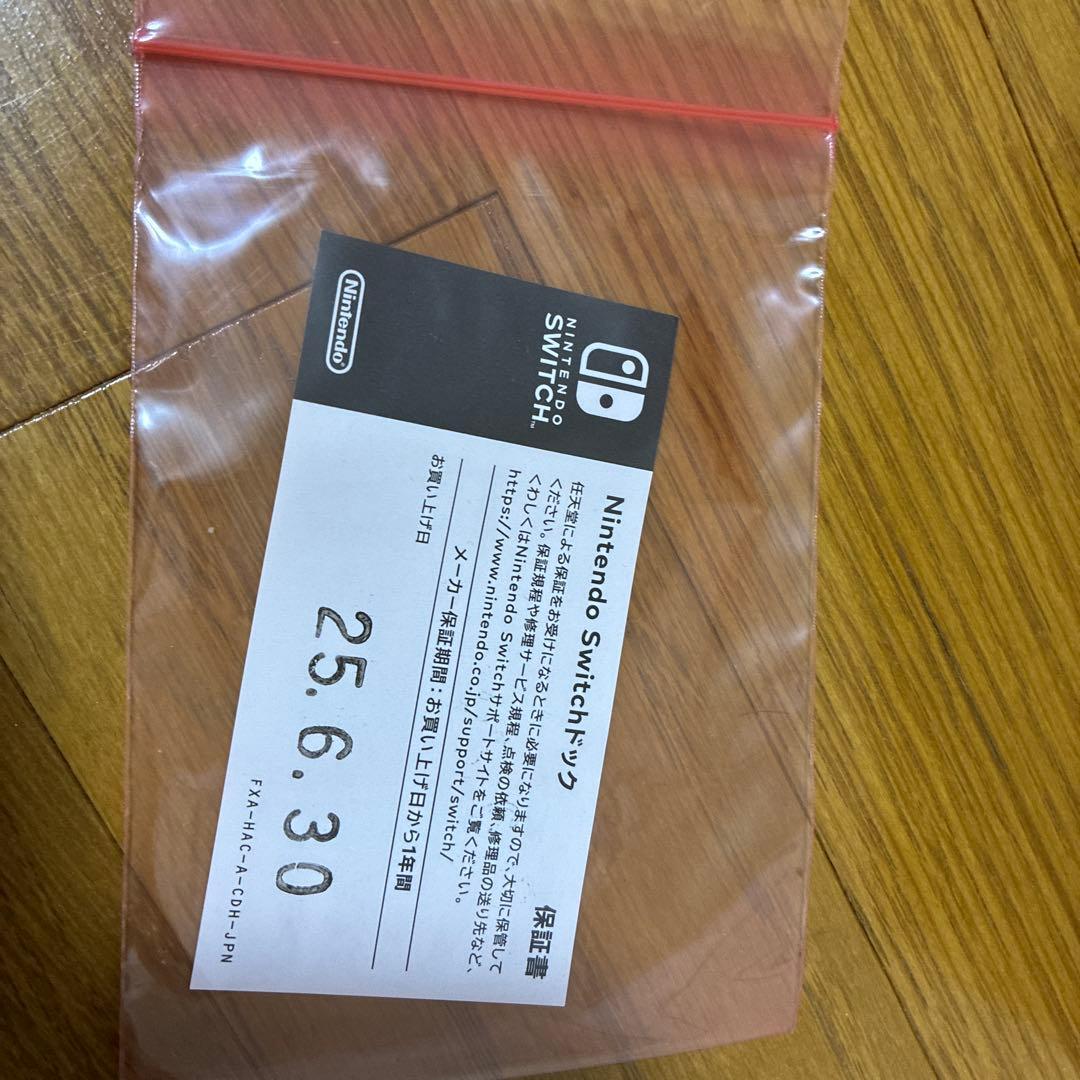 NINTENDO
SWITCH™
Nintendo®
Nintendo Switchドック 保証書
任天堂による保証をお受けになるときに必要になりますので、大切に保管して
ください。保証規程や修理サービス規程、点検の依頼、修理品の送り先など、
くわしくはNintendo Switchサポートサイトをご覧ください。
https://www.nintendo.co.jp/support/switch/
メーカー保証期間：お買い上げ日から1年間
お買い上げ日
25. 6. 30
FXA-HAC-A-CDH-JPN